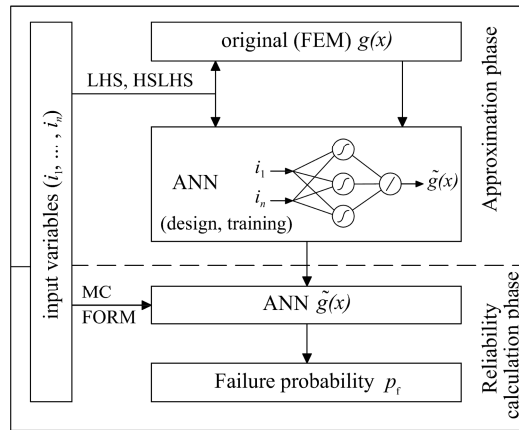 original (FEM) g(x)
LHS, HSLHS
ANN
i₁
iₙ
g̃(x)
(design, training)
input variables (i₁, ... , iₙ)
Approximation phase
MC
FORM
ANN g̃(x)
Failure probability p_f
Reliability
calculation phase